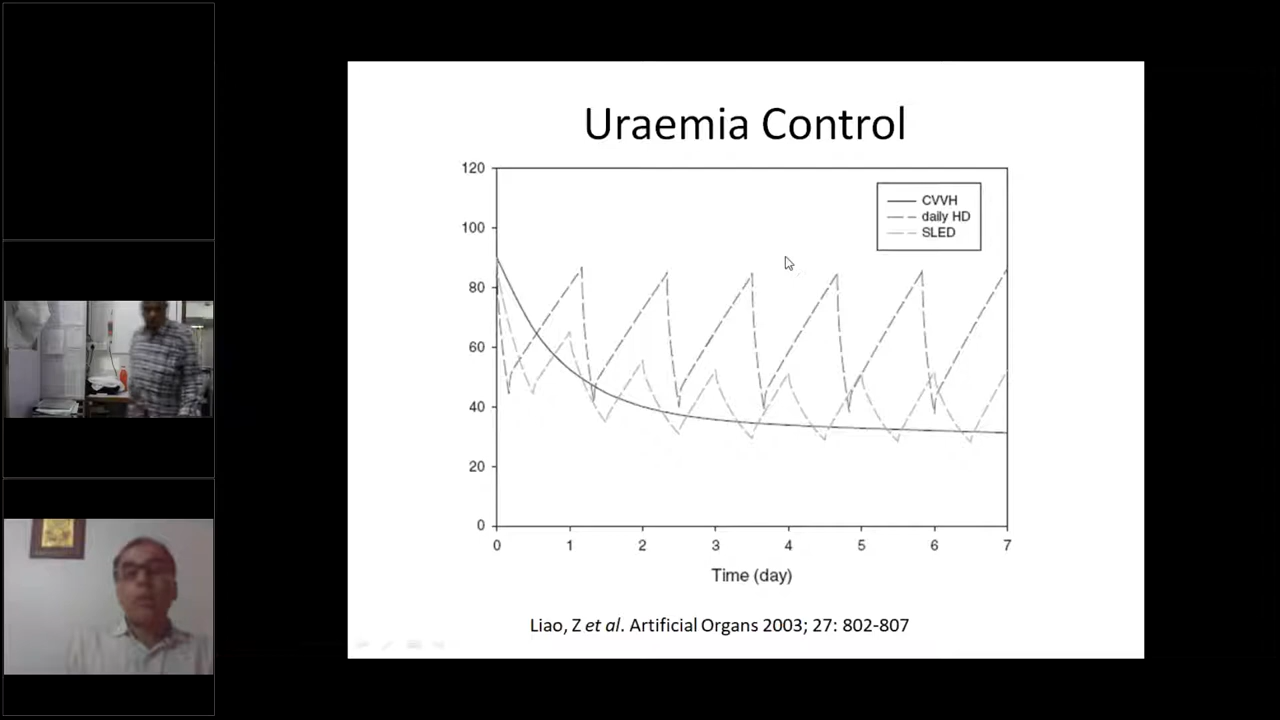 Uraemia Control
120
100
80
60
40
20
0
CVVH
daily HD
SLED
0 1 2 3 4 5 6 7
Time (day)
Liao, Z et al. Artificial Organs 2003; 27: 802-807